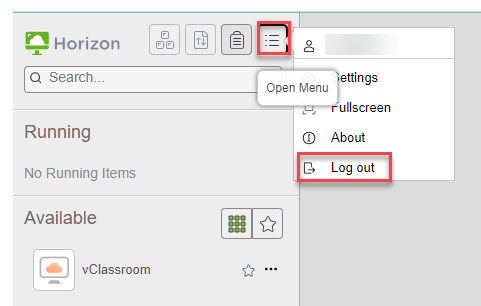 Horizon
Search...
Open Menu
Settings
Fullscreen
About
Log out
Running
No Running Items
Available
vClassroom